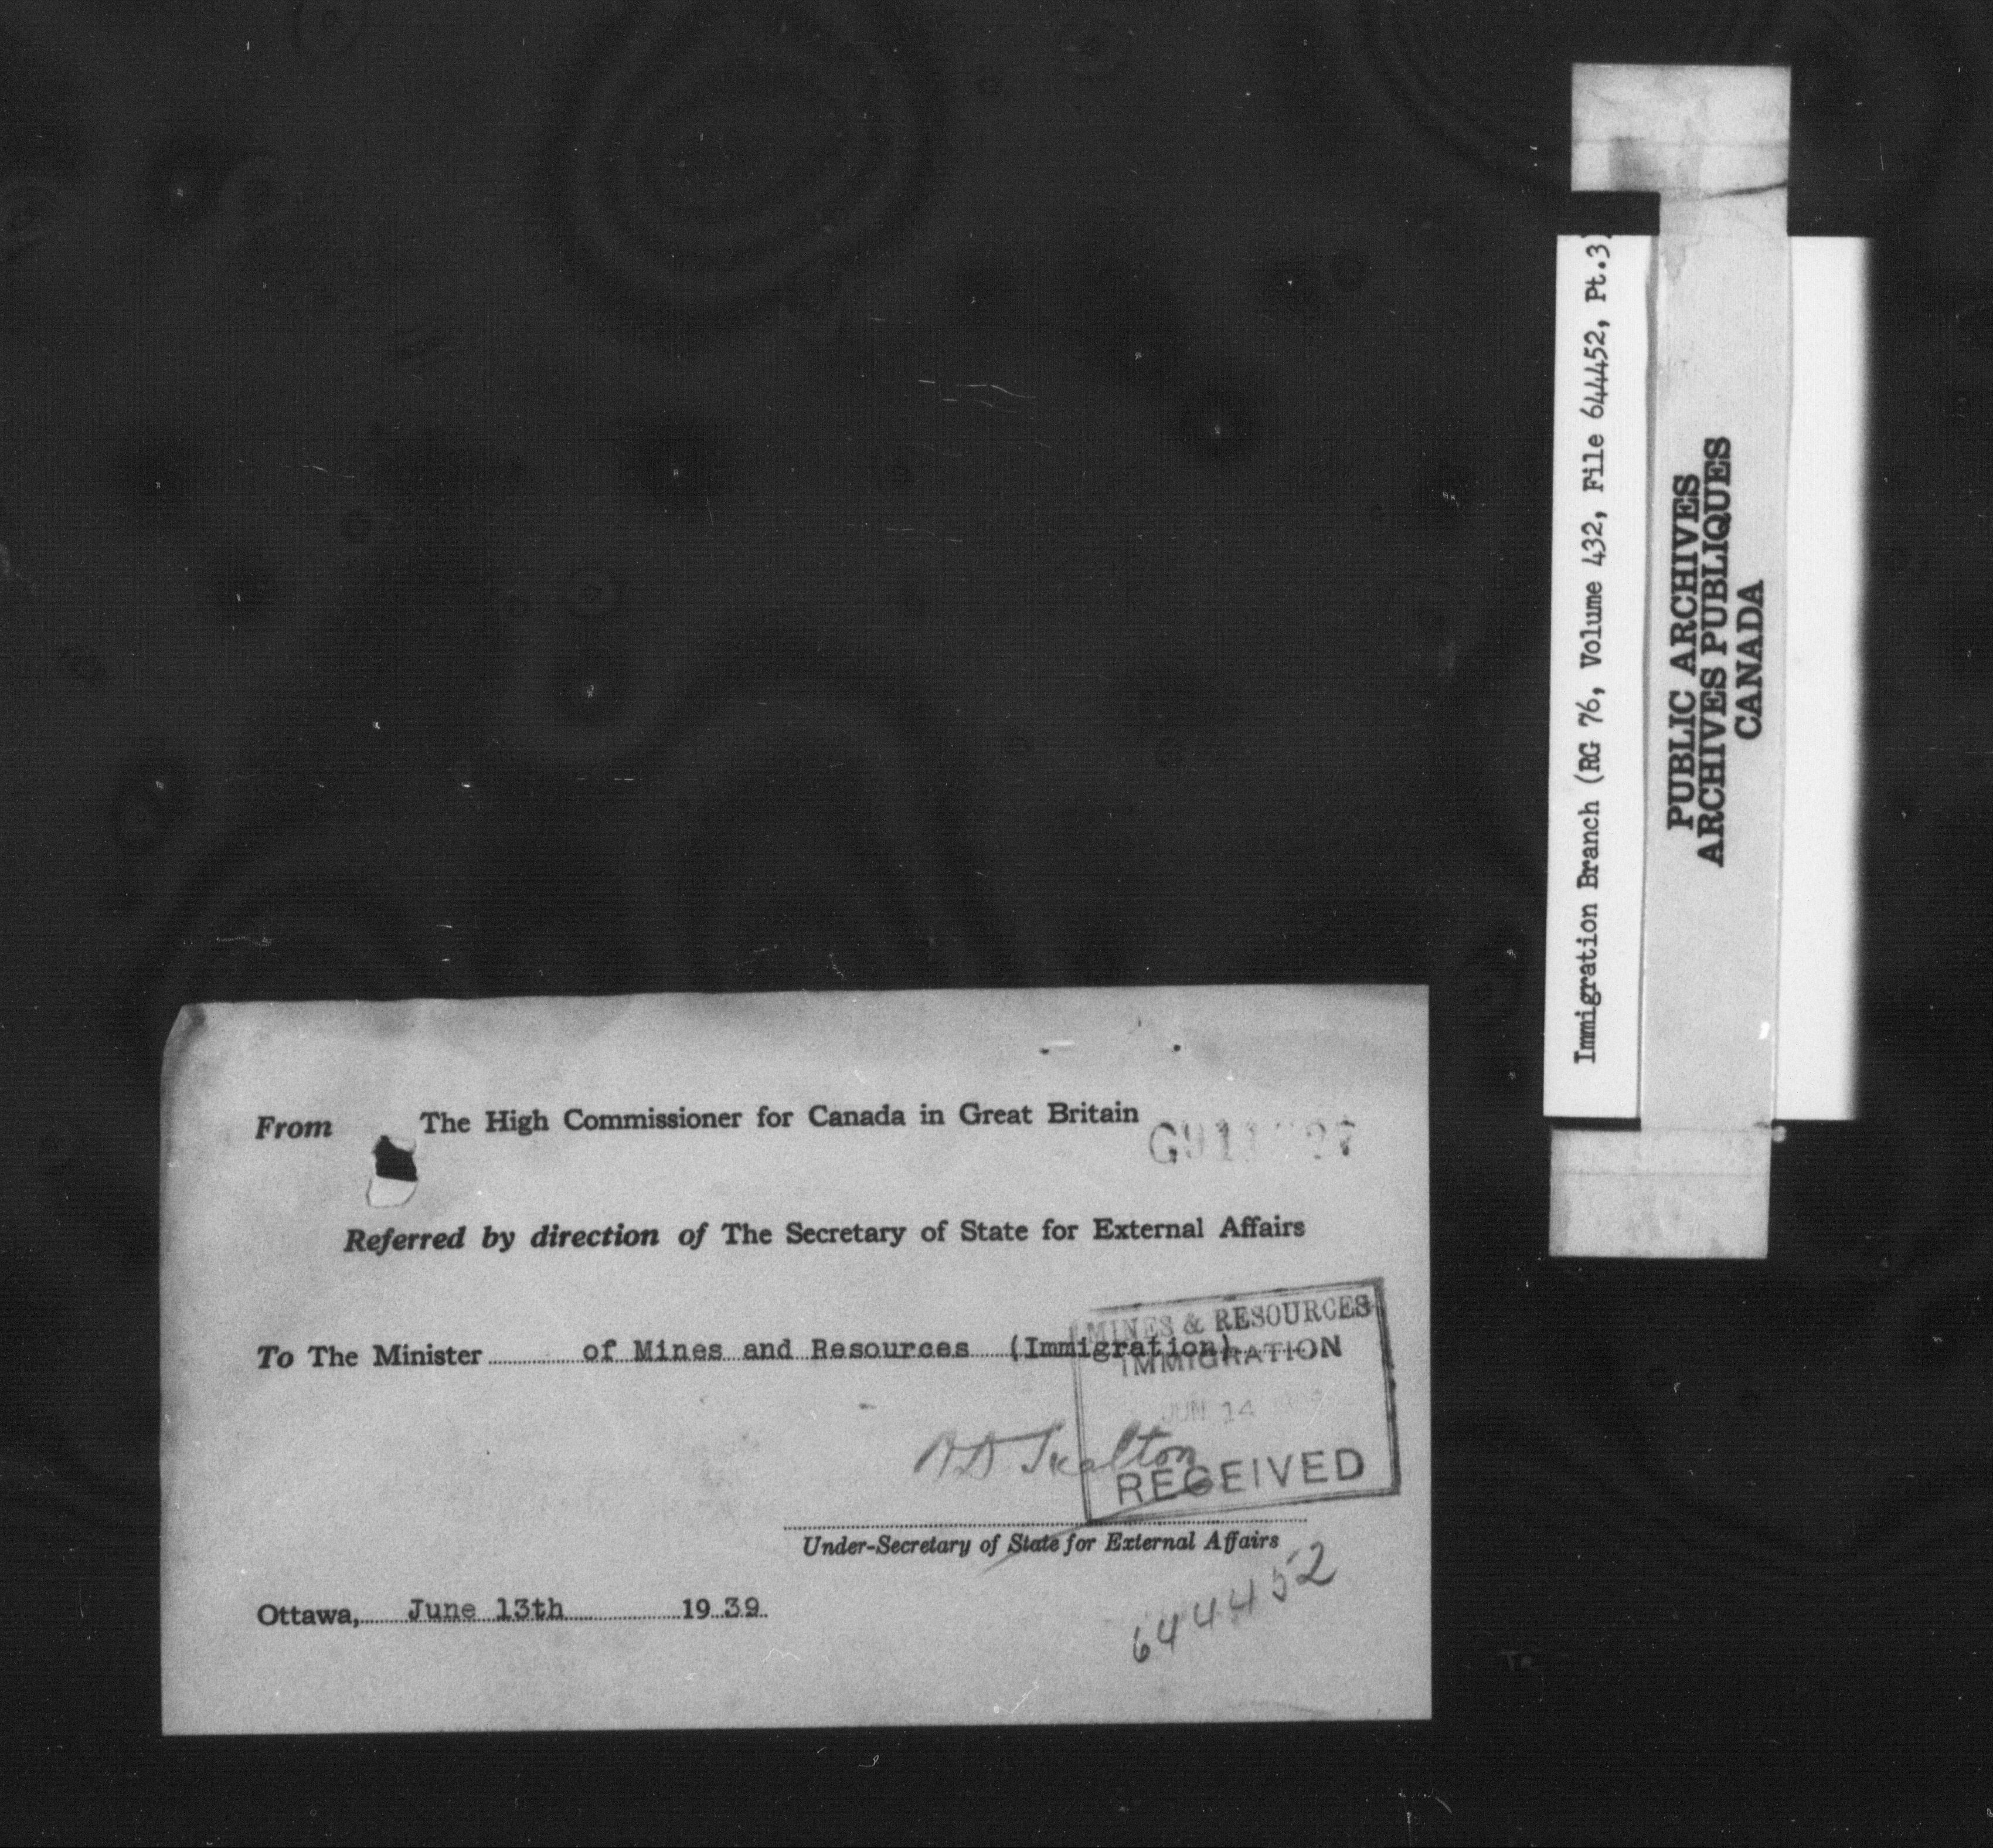 From The High Commissioner for Canada in Great Britain
Referred by direction of The Secretary of State for External Affairs
To The Minister of Mines and Resources (Immigration)
MINES & RESOURCES
IMMIGRATION
JUN 14
RECEIVED
O D Skelton
Under-Secretary of State for External Affairs
Ottawa, June 13th 1939
644452
Immigration Branch (RG 76, Volume 432, File 644452, Pt.3)
PUBLIC ARCHIVES
ARCHIVES PUBLIQUES
CANADA